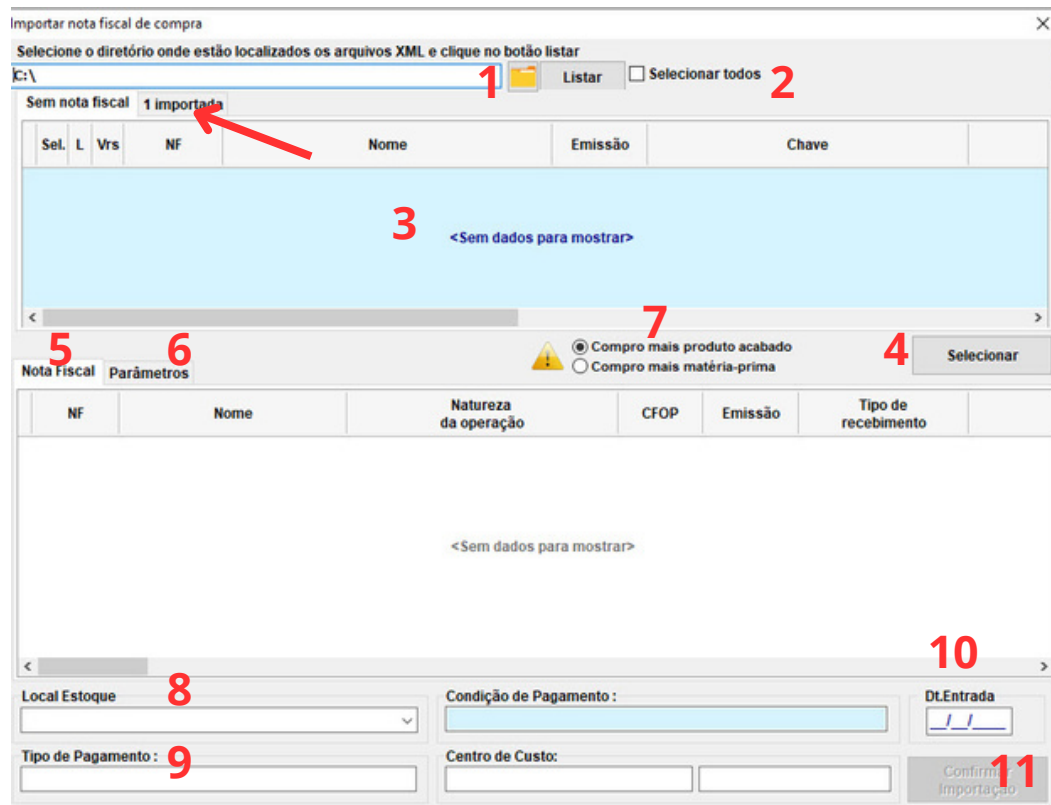 Importar nota fiscal de compra
Selecione o diretório onde estão localizados os arquivos XML e clique no botão listar
C:\ 1 Listar Selecionar todos 2
Sem nota fiscal 1 importada
Sel. L Vrs NF Nome Emissão Chave
3 <Sem dados para mostrar>
7
Compro mais produto acabado
Compro mais matéria-prima
4 Selecionar
5 6
Nota Fiscal Parâmetros
NF Nome Natureza da operação CFOP Emissão Tipo de recebimento
<Sem dados para mostrar>
10
Local Estoque 8 Condição de Pagamento : Dt.Entrada
_/_/_
Tipo de Pagamento : 9 Centro de Custo:
Confirmar 11
Importação